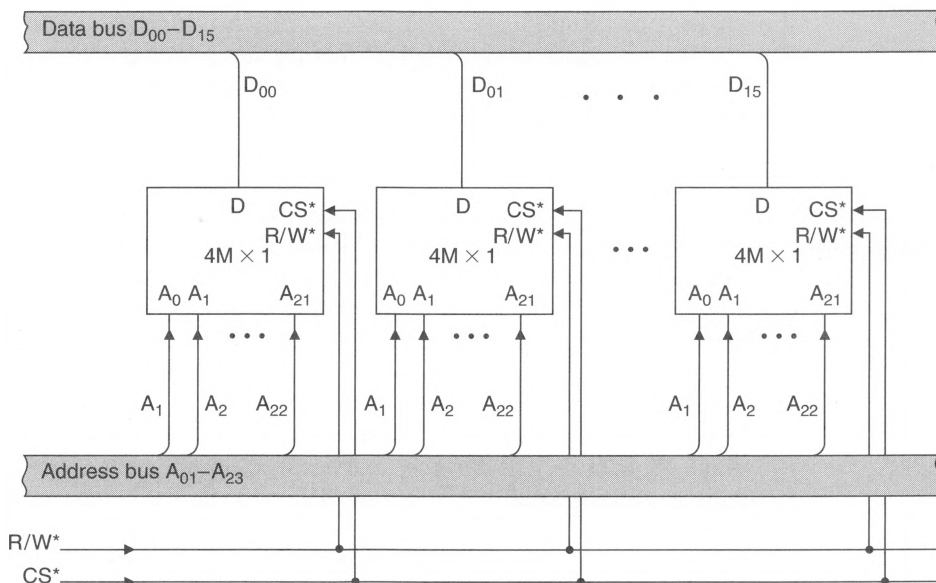 Data bus D₀₀–D₁₅
D₀₀
D₀₁
. . .
D₁₅
D
CS*
R/W*
4M × 1
A₀ A₁ A₂₁
...
D
CS*
R/W*
4M × 1
A₀ A₁ A₂₁
...
...
D
CS*
R/W*
4M × 1
A₀ A₁ A₂₁
...
A₁ A₂ A₂₂
A₁ A₂ A₂₂
A₁ A₂ A₂₂
Address bus A₀₁–A₂₃
R/W*
CS*